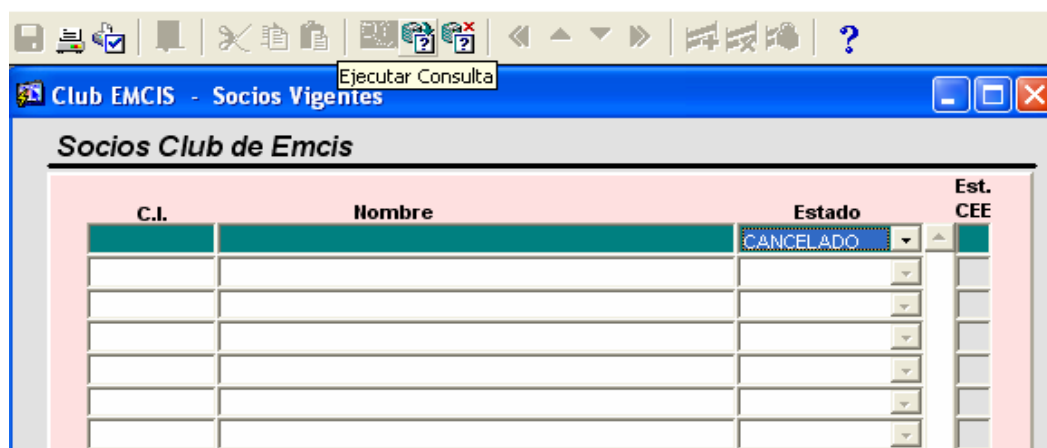 ?
Ejecutar Consulta
Club EMCIS - Socios Vigentes
Socios Club de Emcis
C.I. Nombre Estado Est. CEE
CANCELADO